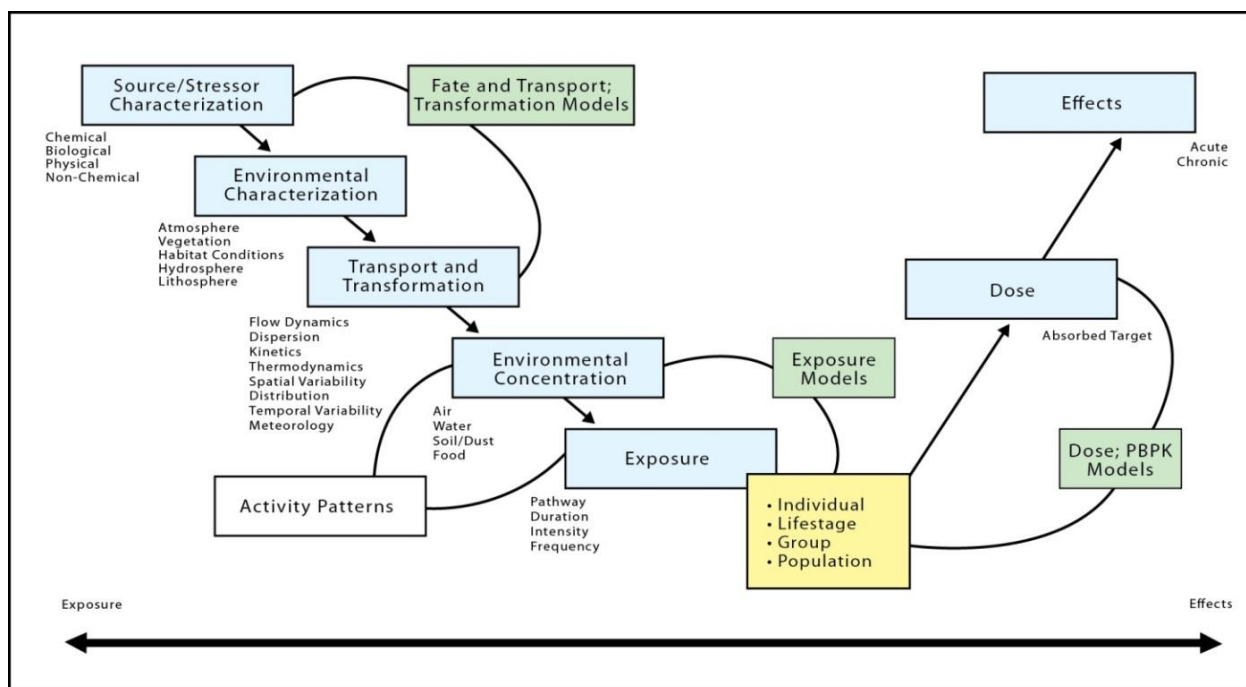 Source/Stressor
Characterization
Fate and Transport;
Transformation Models
Effects
Chemical
Biological
Physical
Non-Chemical
Acute
Chronic
Environmental
Characterization
Atmosphere
Vegetation
Habitat Conditions
Hydrosphere
Lithosphere
Transport and
Transformation
Dose
Absorbed Target
Flow Dynamics
Dispersion
Kinetics
Thermodynamics
Spatial Variability
Distribution
Temporal Variability
Meteorology
Environmental
Concentration
Exposure
Models
Air
Water
Soil/Dust
Food
Exposure
Dose; PBPK
Models
Activity Patterns
Pathway
Duration
Intensity
Frequency
• Individual
• Lifestage
• Group
• Population
Exposure
Effects